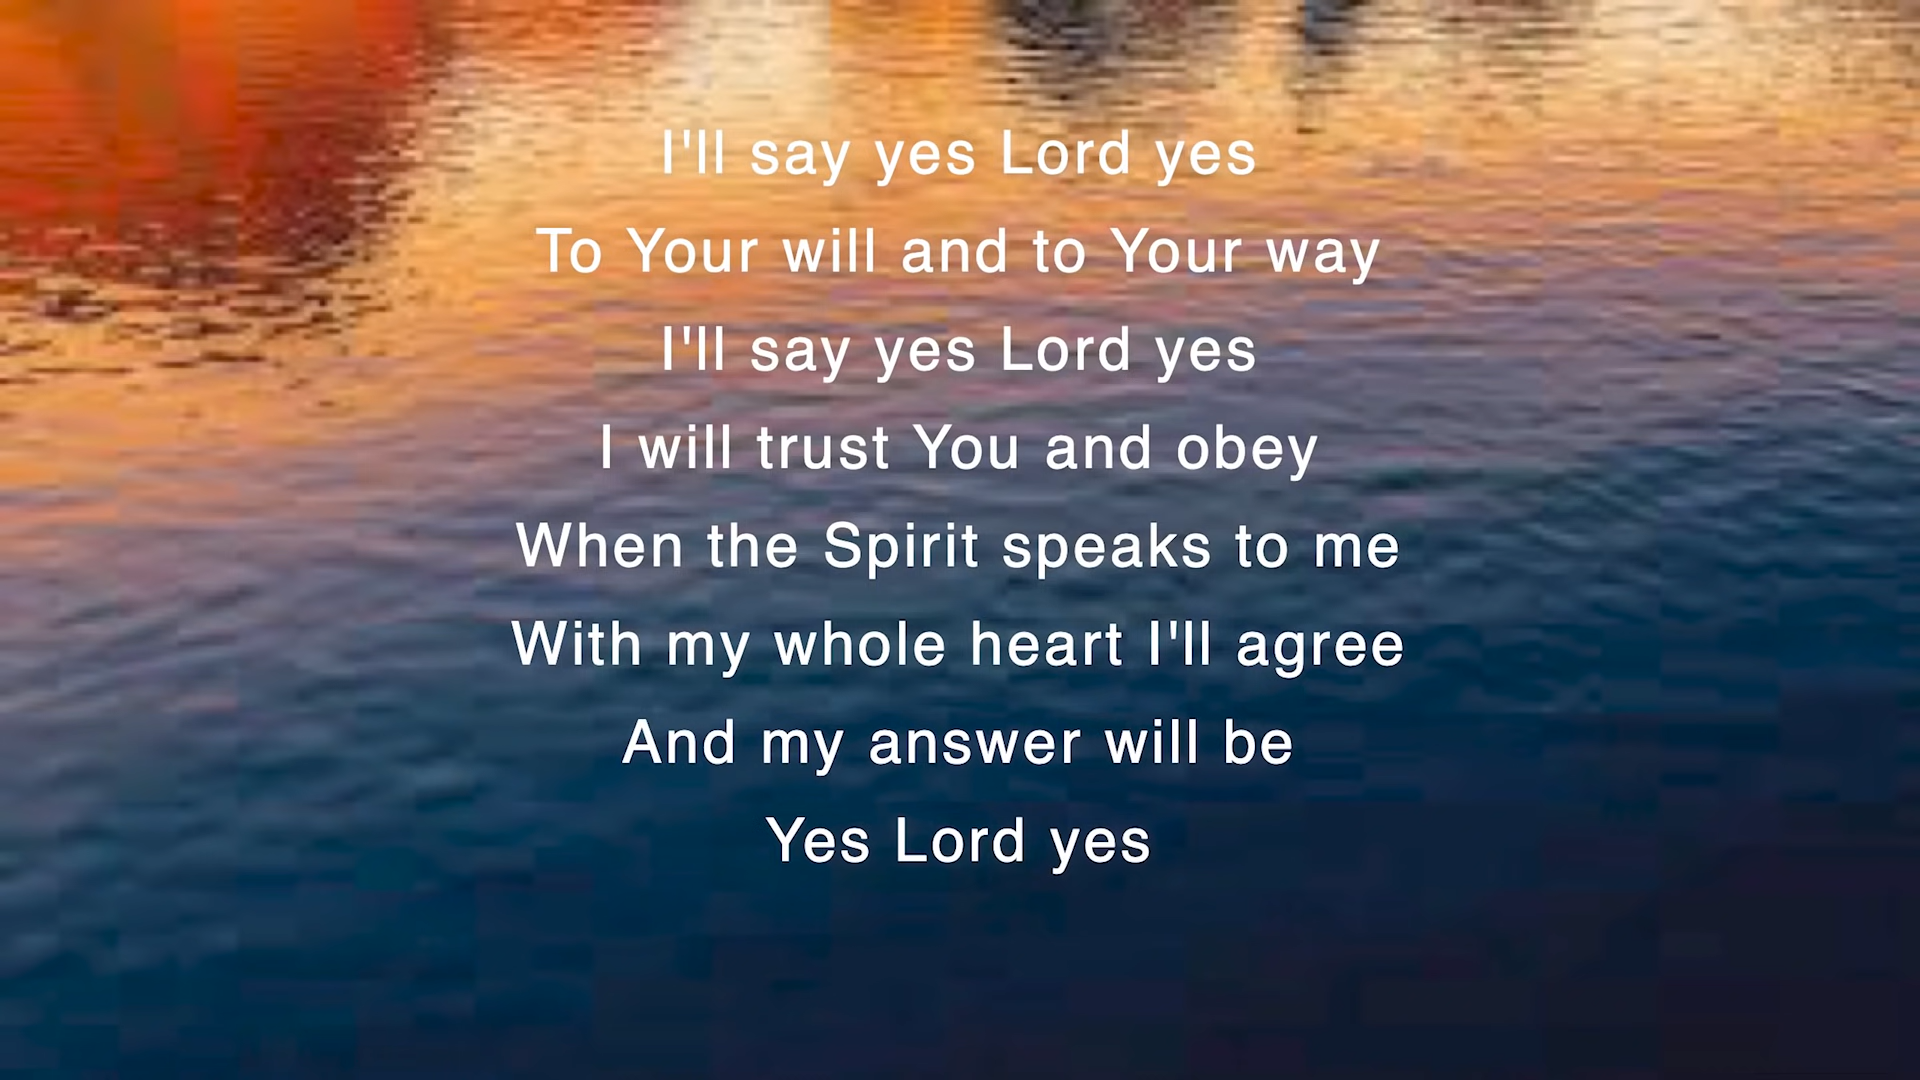 I'll say yes Lord yes
To Your will and to Your way
I'll say yes Lord yes
I will trust You and obey
When the Spirit speaks to me
With my whole heart I'll agree
And my answer will be
Yes Lord yes